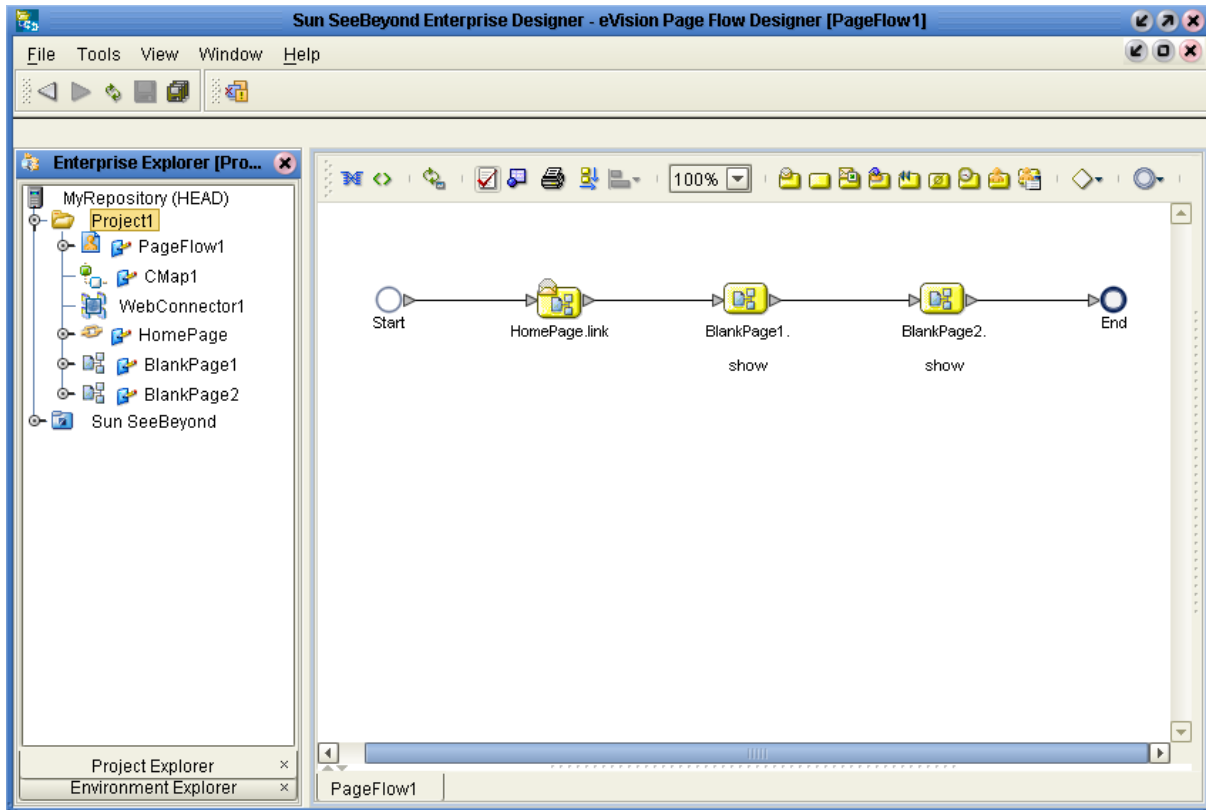 Sun SeeBeyond Enterprise Designer - eVision Page Flow Designer [PageFlow1]
File Tools View Window Help
Enterprise Explorer [Pro...
MyRepository (HEAD)
Project1
PageFlow1
CMap1
WebConnector1
HomePage
BlankPage1
BlankPage2
Sun SeeBeyond
Project Explorer
Environment Explorer
100%
Start
HomePage.link
BlankPage1.
show
BlankPage2.
show
End
PageFlow1